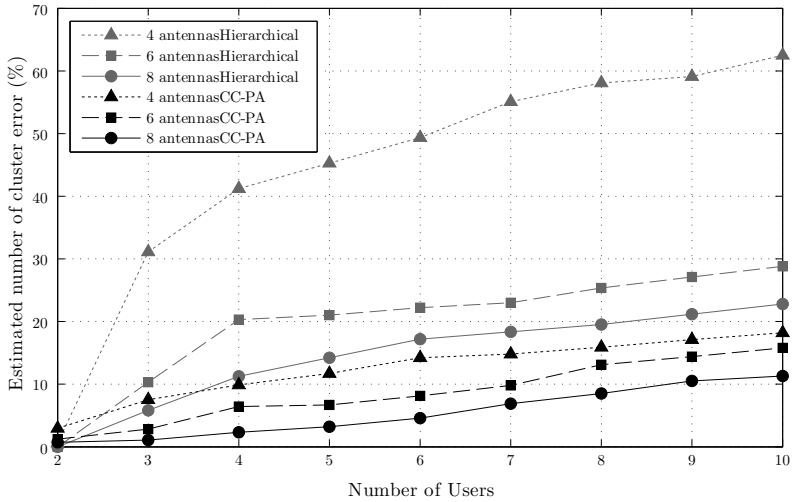 70
60
50
40
30
20
10
0
Estimated number of cluster error (%)
4 antennasHierarchical
6 antennasHierarchical
8 antennasHierarchical
4 antennasCC-PA
6 antennasCC-PA
8 antennasCC-PA
2 3 4 5 6 7 8 9 10
Number of Users